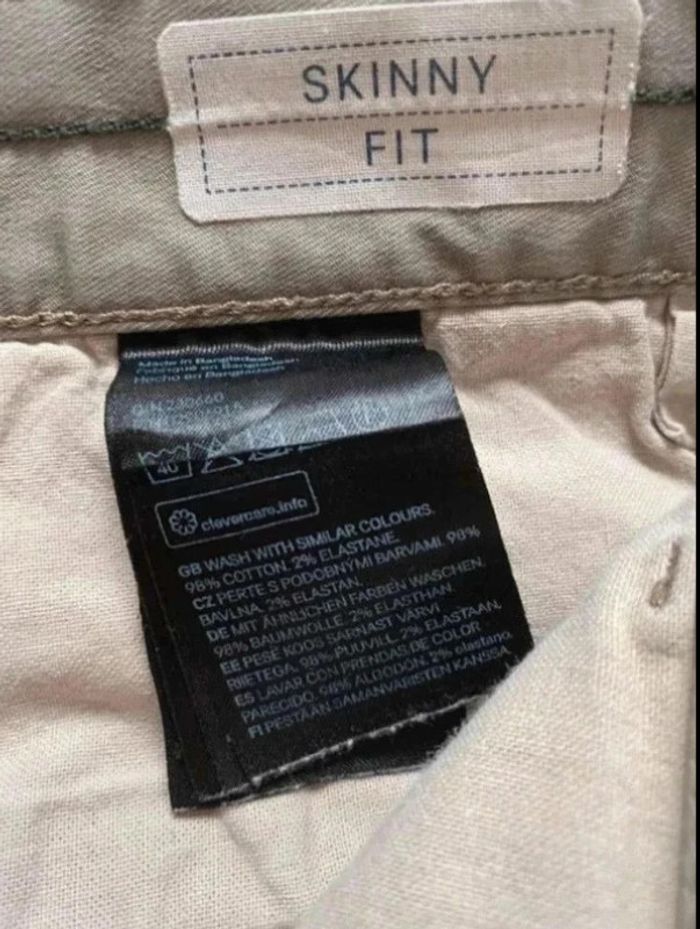 SKINNY
FIT
Made in Bangladesh
Fabriqué en Bangladesh
Hecho en Bangladesh
40
clevercare.info
GB WASH WITH SIMILAR COLOURS.
98% COTTON. 2% ELASTANE.
CZ PERTE S PODOBNÝMI BARVAMI. 98%
BAVLNA. 2% ELASTAN.
DE MIT ÄHNLICHEN FARBEN WASCHEN.
98% BAUMWOLLE. 2% ELASTHAN.
EE PESE KOOS SARNAST VÄRVI
RIIETEGA. 98% PUUVILL. 2% ELASTAAN.
ES LAVAR CON PRENDAS DE COLOR
PARECIDO. 98% ALGODÓN. 2% elastano.
FI PESTÄÄN SAMANVÄRISTEN KANSSA.